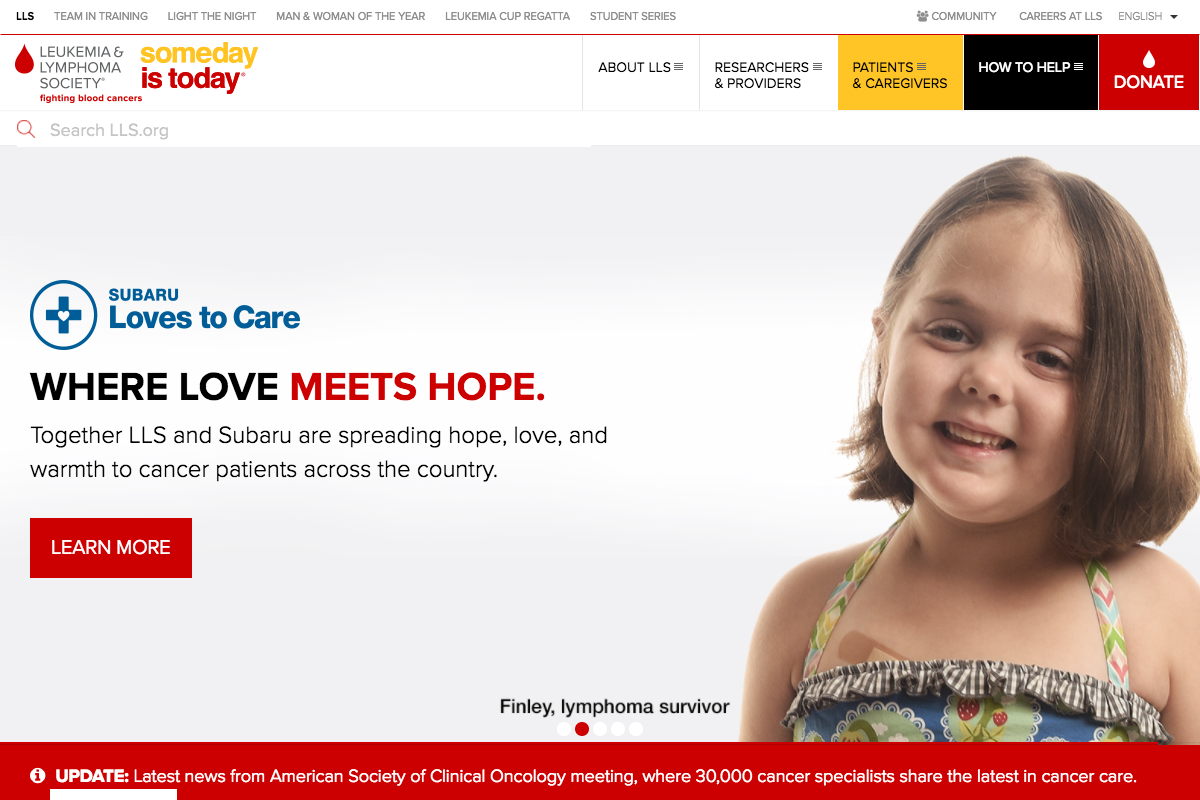 LLS TEAM IN TRAINING LIGHT THE NIGHT MAN & WOMAN OF THE YEAR LEUKEMIA CUP REGATTA STUDENT SERIES COMMUNITY CAREERS AT LLS ENGLISH
LEUKEMIA &
LYMPHOMA
SOCIETY®
fighting blood cancers
someday
is today®
ABOUT LLS
RESEARCHERS
& PROVIDERS
PATIENTS
& CAREGIVERS
HOW TO HELP
DONATE
Search LLS.org
SUBARU
Loves to Care
WHERE LOVE MEETS HOPE.
Together LLS and Subaru are spreading hope, love, and
warmth to cancer patients across the country.
LEARN MORE
Finley, lymphoma survivor
UPDATE: Latest news from American Society of Clinical Oncology meeting, where 30,000 cancer specialists share the latest in cancer care.